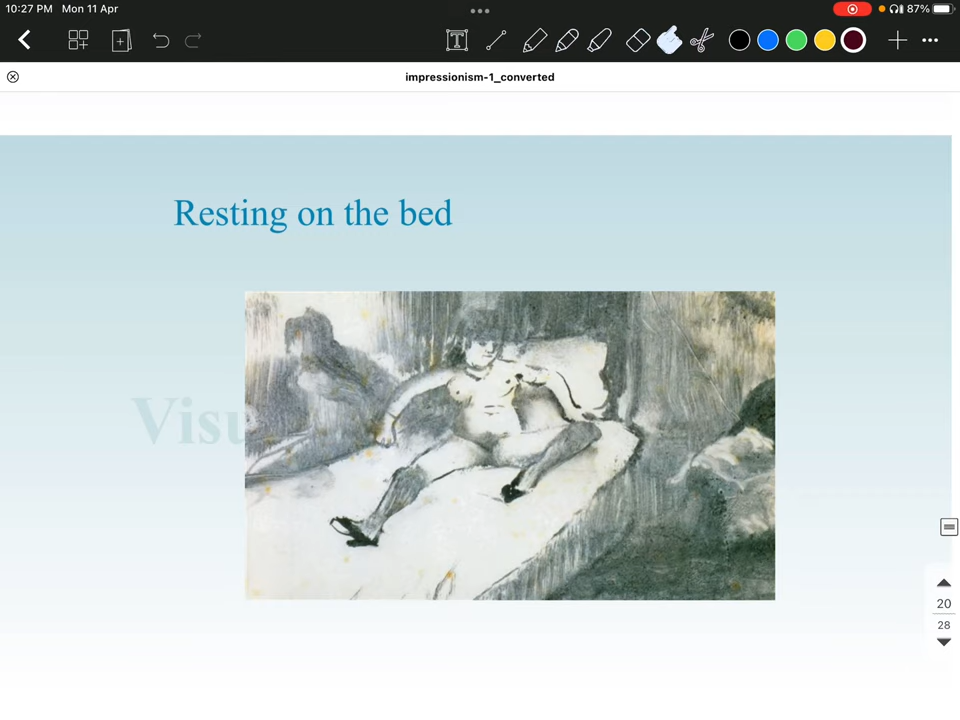 10:27 PM Mon 11 Apr
87%
T
impressionism-1_converted
Resting on the bed
Visu
20
28